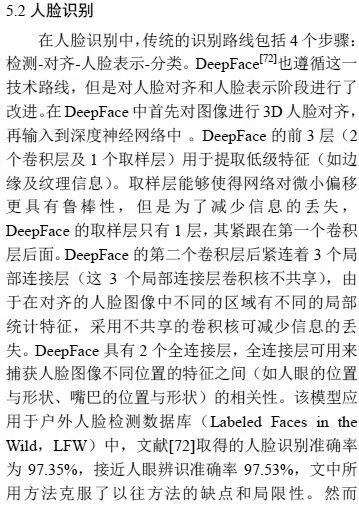 5.2 人脸识别
在人脸识别中，传统的识别路线包括 4 个步骤：
检测-对齐-人脸表示-分类。DeepFace[72]也遵循这一
技术路线，但是对人脸对齐和人脸表示阶段进行了
改进。在 DeepFace 中首先对图像进行 3D 人脸对齐，
再输入到深度神经网络中 。DeepFace 的前 3 层（2
个卷积层及 1 个取样层）用于提取低级特征（如边
缘及纹理信息）。取样层能够使得网络对微小偏移
更具有鲁棒性，但是为了减少信息的丢失，
DeepFace 的取样层只有 1 层，其紧跟在第一个卷积
层后面。DeepFace 的第二个卷积层后紧连着 3 个局
部连接层（这 3 个局部连接层卷积核不共享），由
于在对齐的人脸图像中不同的区域有不同的局部
统计特征，采用不共享的卷积核可减少信息的丢
失。DeepFace 具有 2 个全连接层，全连接层可用来
捕获人脸图像不同位置的特征之间（如人眼的位置
与形状、嘴巴的位置与形状）的相关性。该模型应
用于户外人脸检测数据库（Labeled Faces in the
Wild，LFW）中，文献[72]取得的人脸识别准确率
为 97.35%，接近人眼辨识准确率 97.53%，文中所
用方法克服了以往方法的缺点和局限性。然而